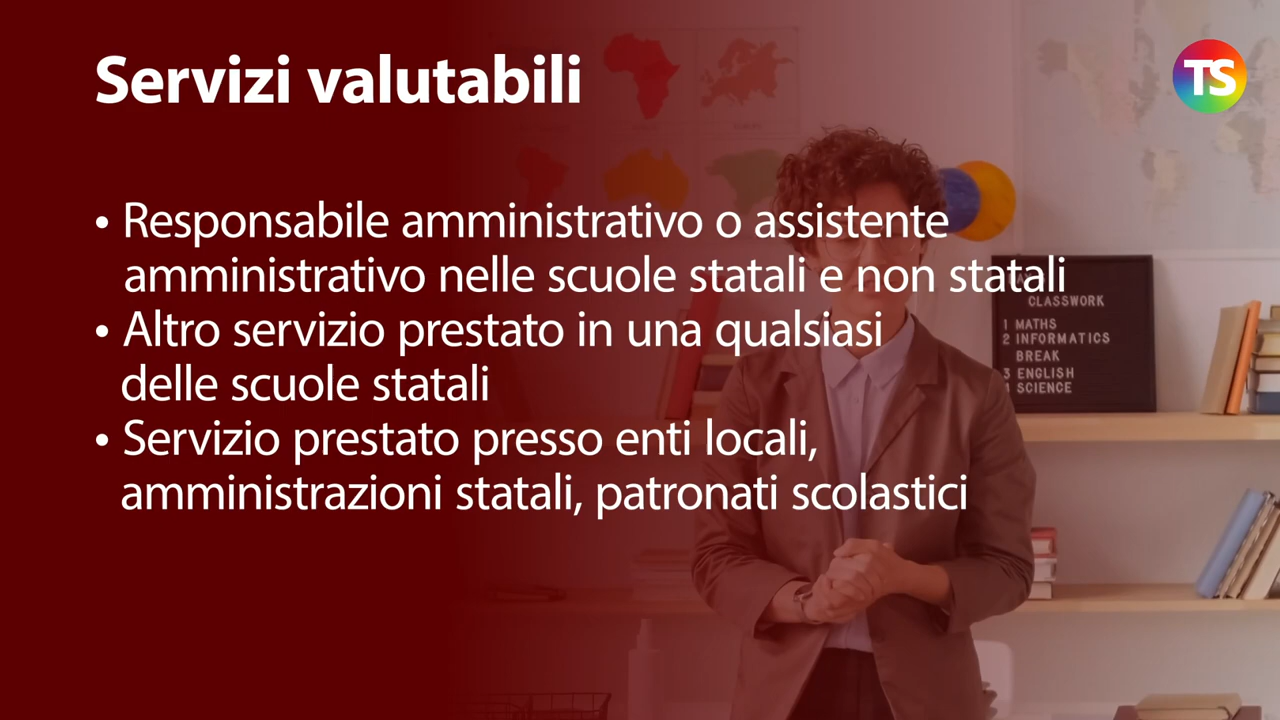 Servizi valutabili
TS
• Responsabile amministrativo o assistente
amministrativo nelle scuole statali e non statali
• Altro servizio prestato in una qualsiasi
delle scuole statali
• Servizio prestato presso enti locali,
amministrazioni statali, patronati scolastici
CLASSWORK
1 MATHS
2 INFORMATICS
BREAK
3 ENGLISH
4 SCIENCE